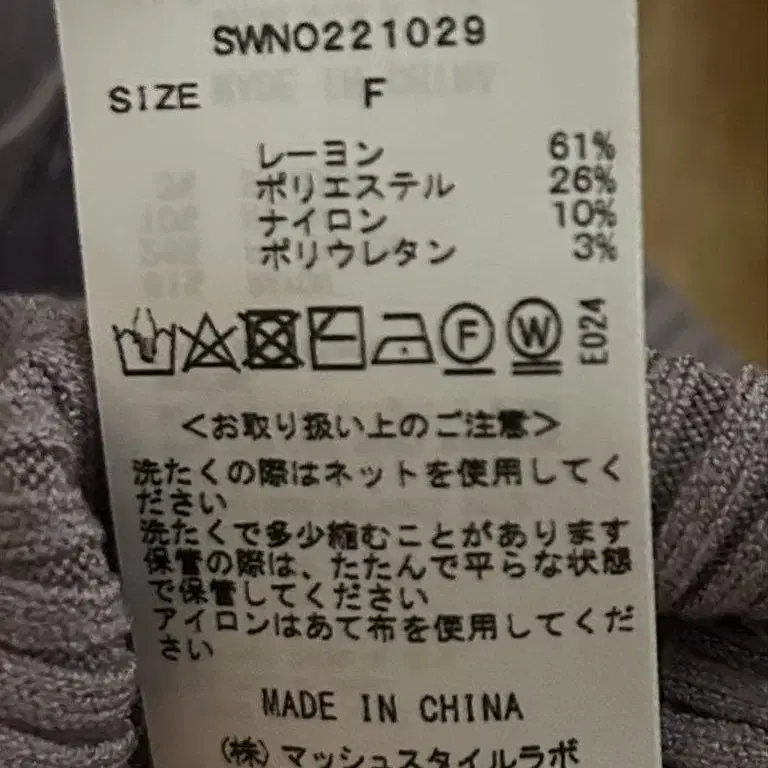 SWNO221029
SIZE F
レーヨン 61%
ポリエステル 26%
ナイロン 10%
ポリウレタン 3%
F W E024
<お取り扱い上のご注意>
洗たくの際はネットを使用してく
ださい
洗たくで多少縮むことがあります
保管の際は、たたんで平らな状態
で保管してください
アイロンはあて布を使用してくだ
さい
MADE IN CHINA
(株)マッシュスタイルラボ